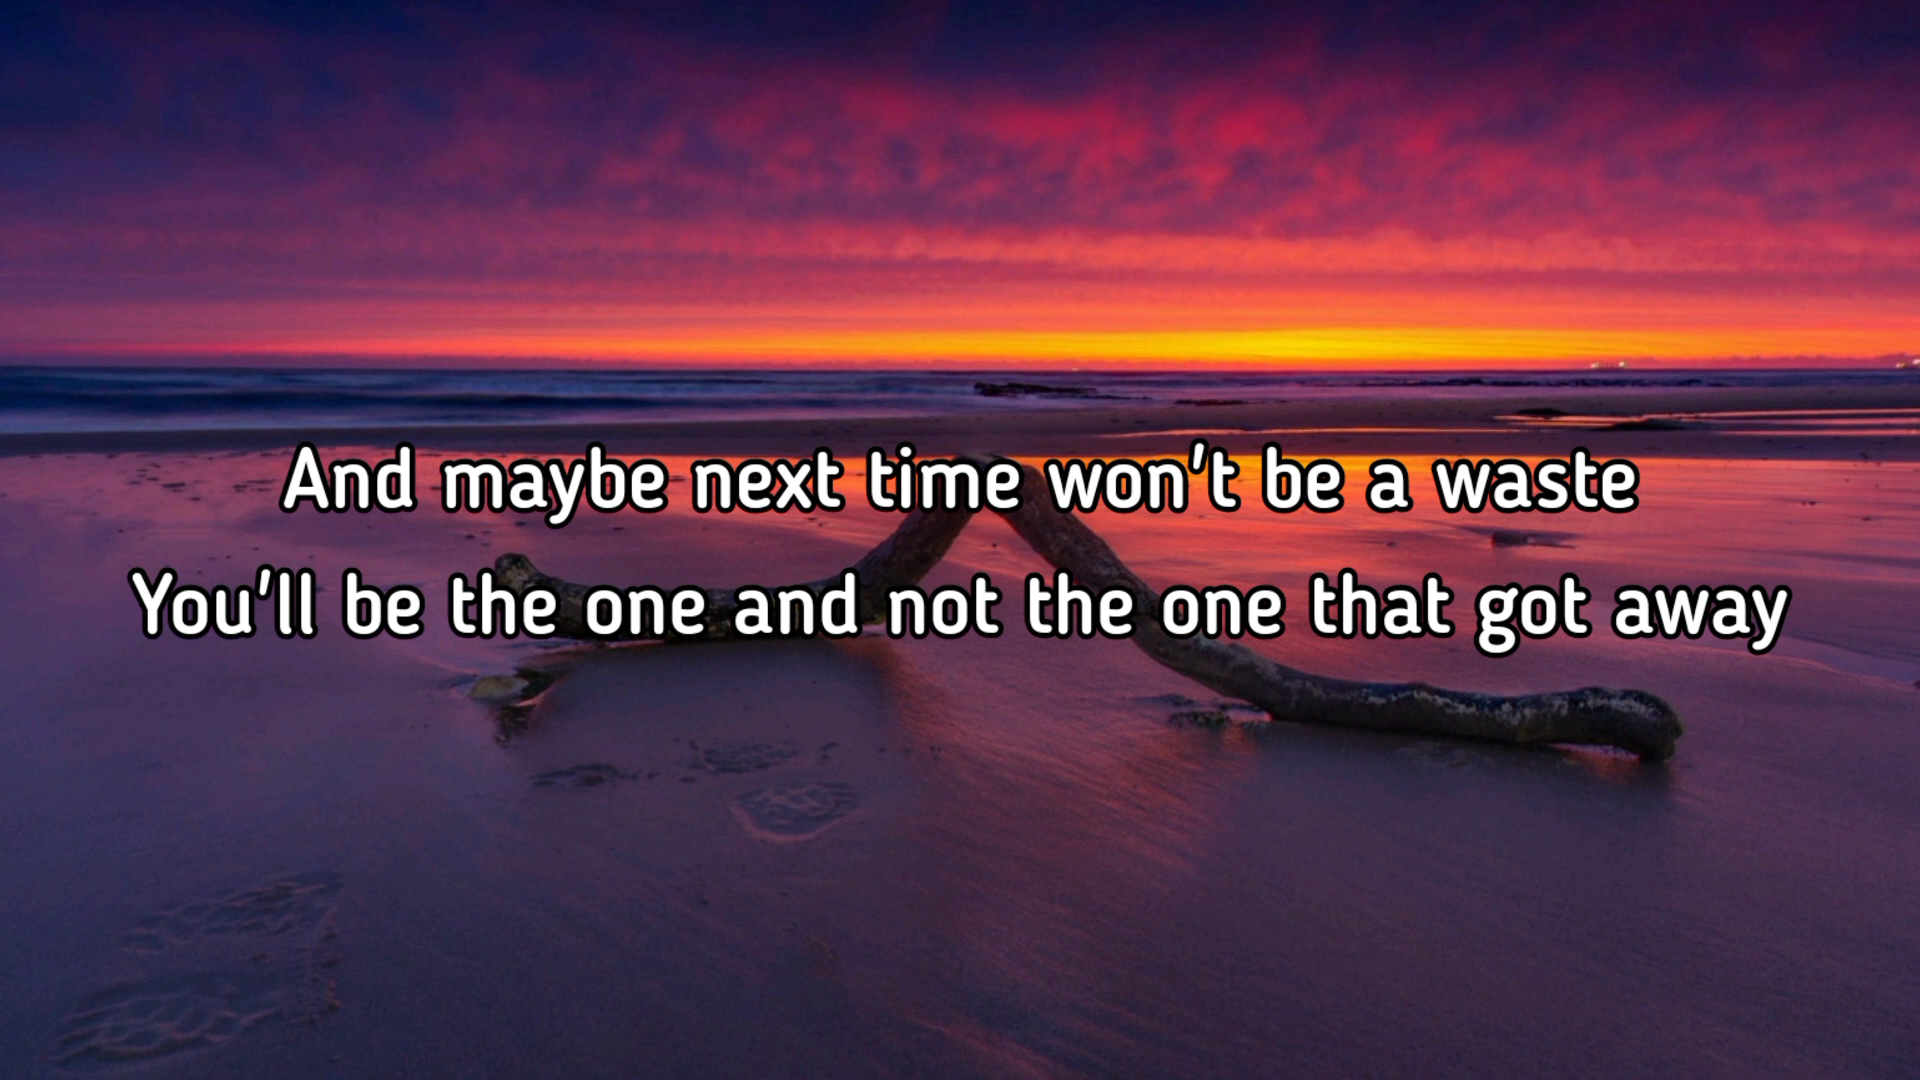 And maybe next time won't be a waste
You'll be the one and not the one that got away